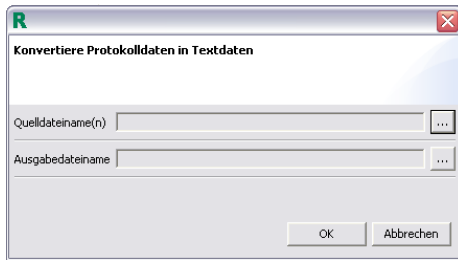 R
Konvertiere Protokolldaten in Textdaten
Quelldateiname(n) ...
Ausgabedateiname ...
OK Abbrechen